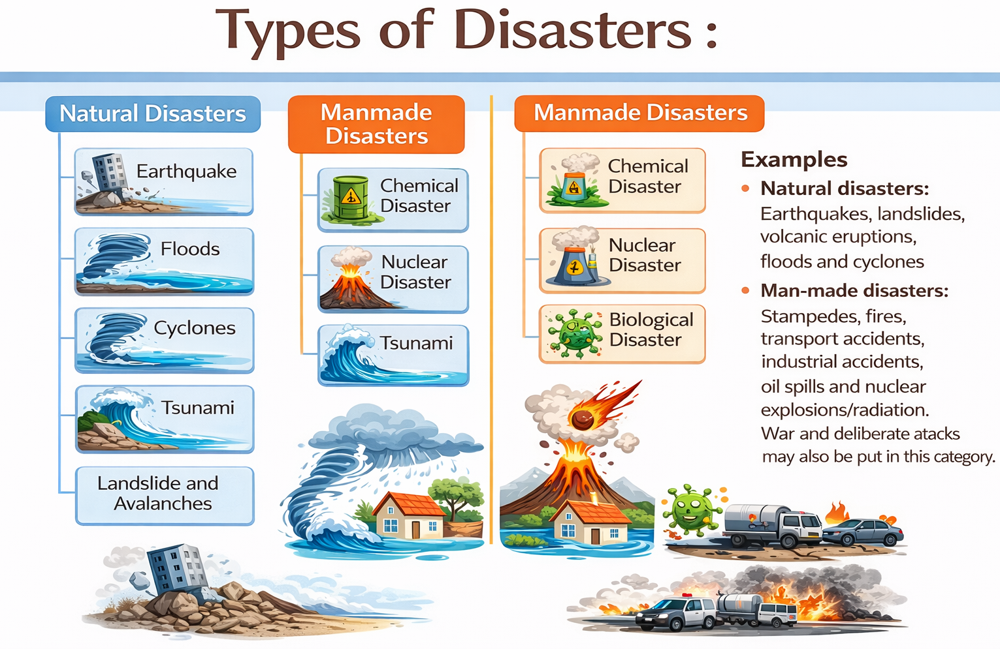 Types of Disasters :
Natural Disasters
Earthquake
Floods
Cyclones
Tsunami
Landslide and
Avalanches
Manmade
Disasters
Chemical
Disaster
Nuclear
Disaster
Tsunami
Manmade Disasters
Chemical
Disaster
Nuclear
Disaster
Biological
Disaster
Examples
• Natural disasters:
Earthquakes, landslides,
volcanic eruptions,
floods and cyclones
• Man-made disasters:
Stampedes, fires,
transport accidents,
industrial accidents,
oil spills and nuclear
explosions/radiation.
War and deliberate atacks
may also be put in this category.